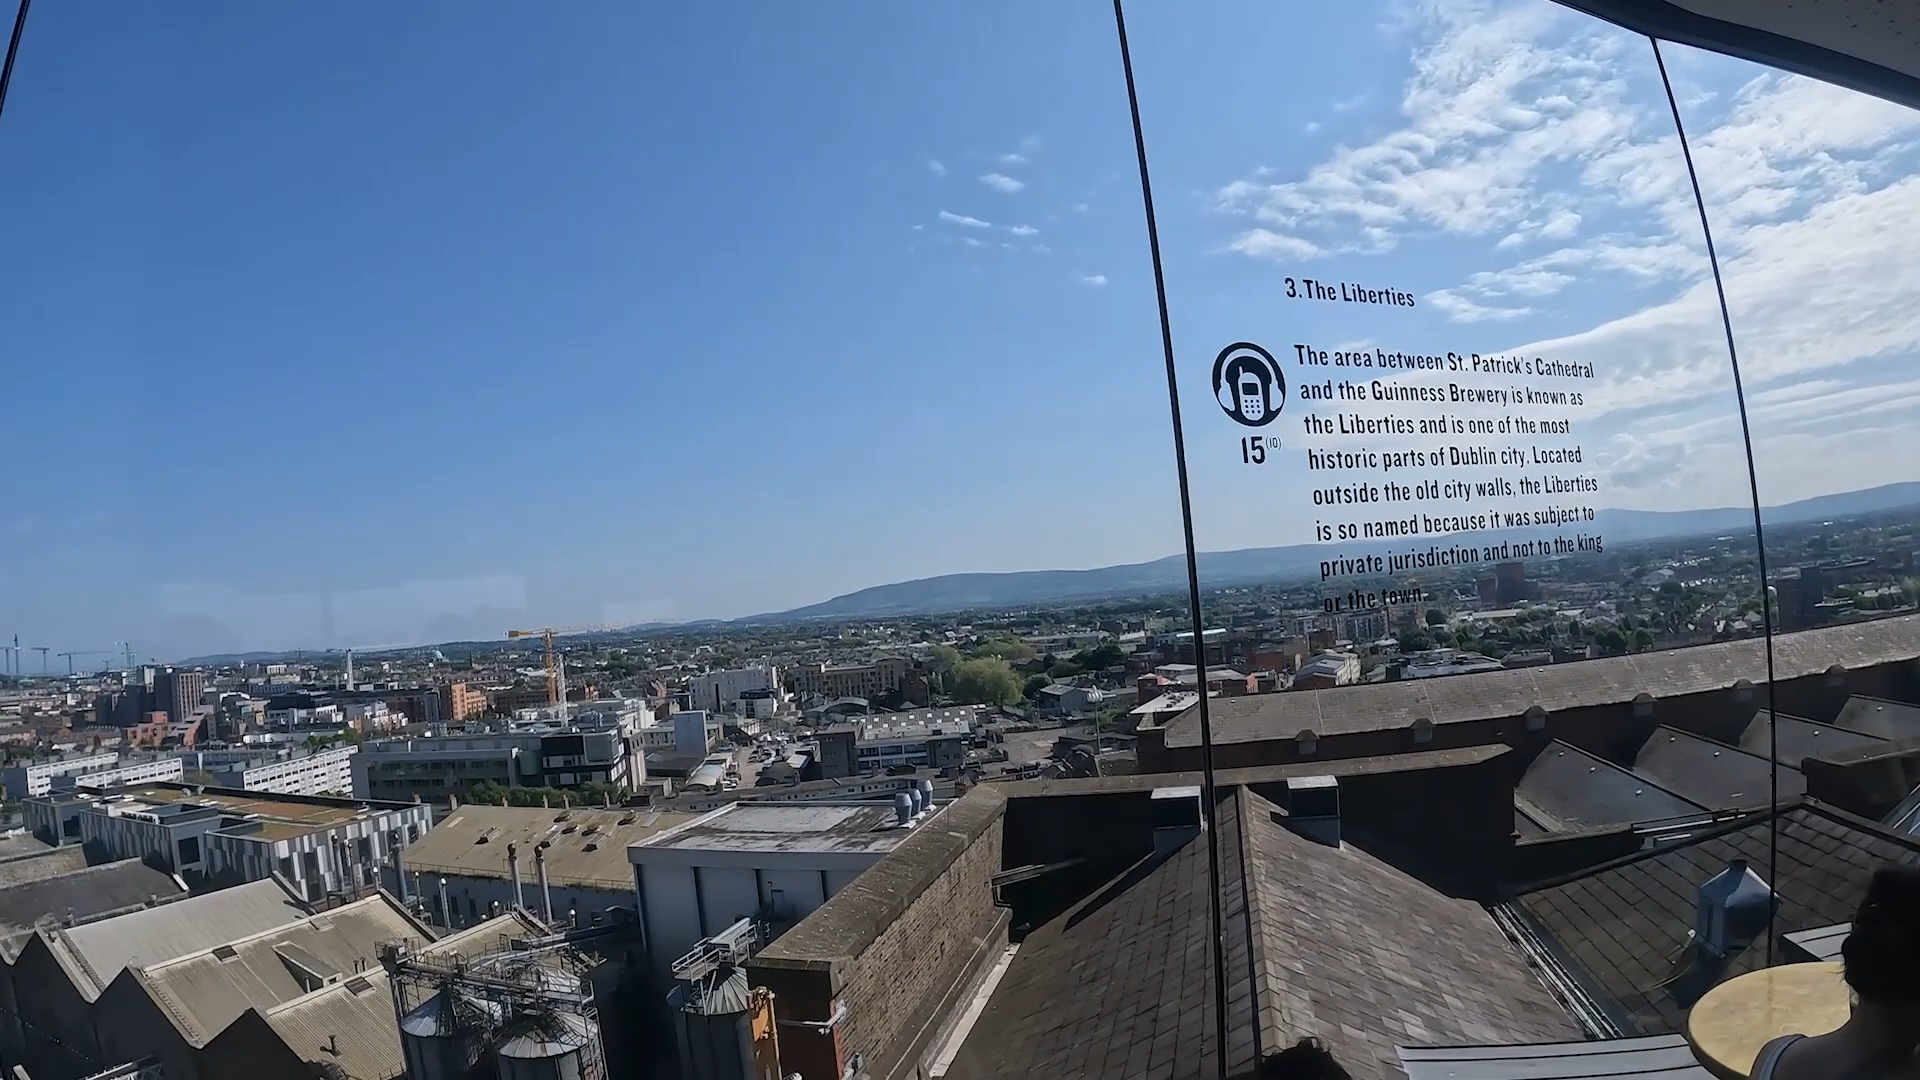 3.The Liberties
The area between St. Patrick's Cathedral
and the Guinness Brewery is known as
the Liberties and is one of the most
historic parts of Dublin city. Located
outside the old city walls, the Liberties
is so named because it was subject to
private jurisdiction and not to the king
or the town.
15(10)